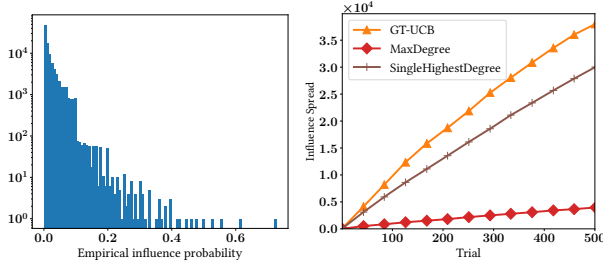 10^4
10^3
10^2
10^1
10^0
0.0 0.2 0.4 0.6
Empirical influence probability
×10^4
3.5
3.0
2.5
2.0
1.5
1.0
0.5
0.0
Influence Spread
GT-UCB
MaxDegree
SingleHighestDegree
100 200 300 400 500
Trial